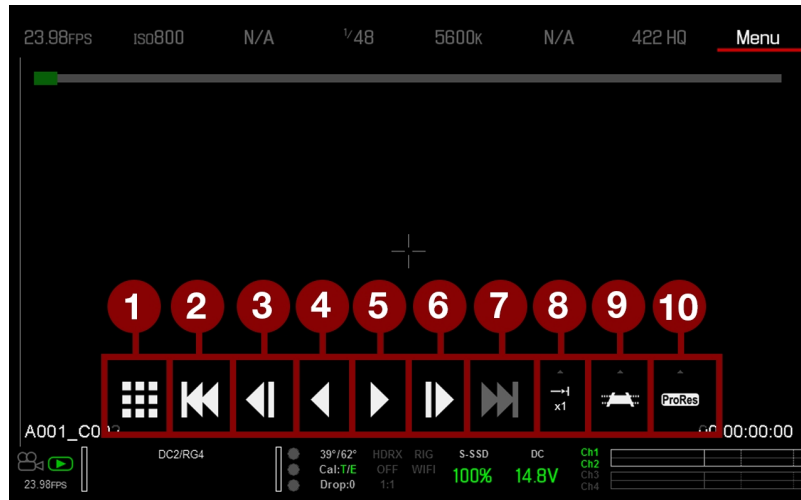 23.98FPS ISO800 N/A 1/48 5600K N/A 422 HQ Menu
1 2 3 4 5 6 7 8 9 10
x1 ProRes
A001_C00 00:00:00
DC2/RG4 39°/62° HDRX RIG S-SSD DC Ch1
Cal:T/E OFF WIFI 100% 14.8V Ch2
23.98FPS Drop:0 1:1 Ch3
Ch4